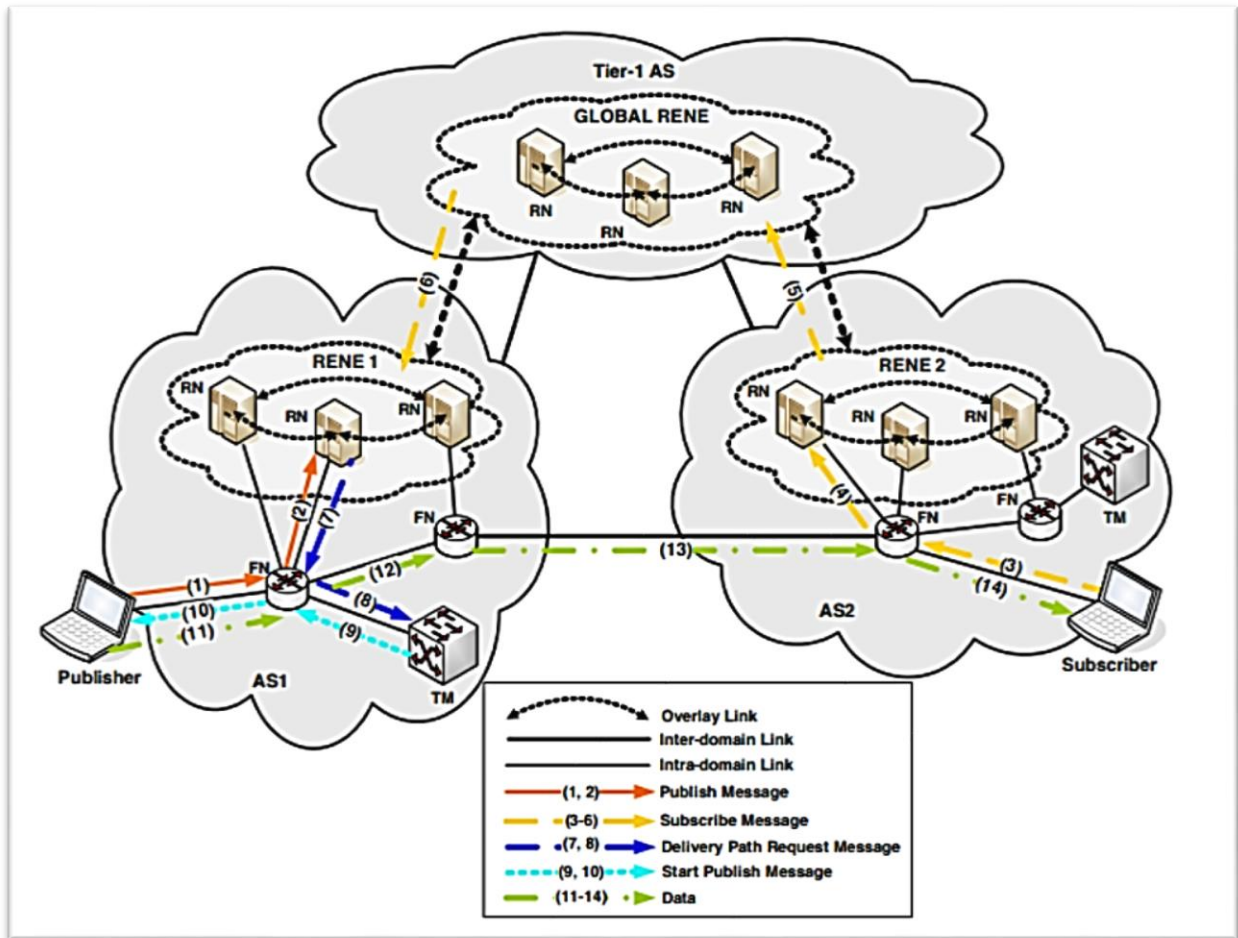 Tier-1 AS
GLOBAL RENE
RN
RN
RN
(6)
(5)
RENE 1
RN
RN
RN
RENE 2
RN
RN
RN
(2)
(7)
(4)
FN
FN
FN
FN
TM
(1)
(10)
(11)
(12)
(8)
(9)
(13)
(3)
(14)
Publisher
AS1
TM
AS2
Subscriber
Overlay Link
Inter-domain Link
Intra-domain Link
(1, 2) Publish Message
(3-6) Subscribe Message
(7, 8) Delivery Path Request Message
(9, 10) Start Publish Message
(11-14) Data